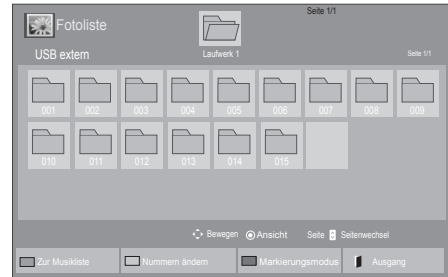 Seite 1/1
Fotoliste
USB extern
Laufwerk 1
Seite 1/1
001 002 003 004 005 006 007 008 009
010 011 012 013 014 015
Bewegen Ansicht Seite Seitenwechsel
Zur Musikliste Nummern ändern Markierungsmodus Ausgang